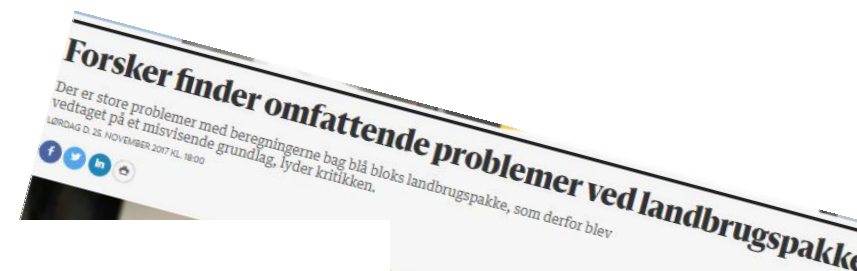 Forsker finder omfattende problemer ved landbrugspakke
Der er store problemer med beregningerne bag blå bloks landbrugspakke, som derfor blev
vedtaget på et misvisende grundlag, lyder kritikken.
LØRDAG D. 25. NOVEMBER 2017 KL. 18:00
f
in